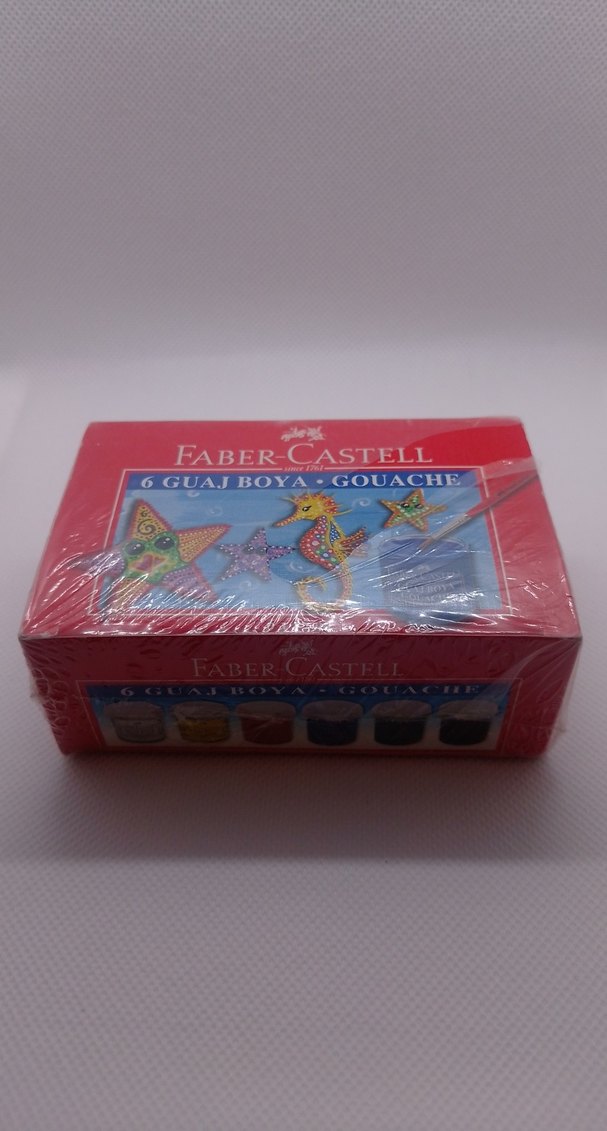 FABER-CASTELL
since 1761
6 GUAJ BOYA • GOUACHE
FABER-CASTELL
6 GUAJ BOYA • GOUACHE